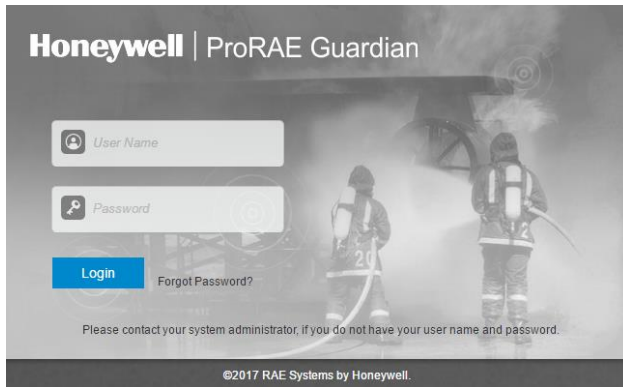 Honeywell | ProRAE Guardian
User Name
Password
Login
Forgot Password?
Please contact your system administrator, if you do not have your user name and password.
©2017 RAE Systems by Honeywell.